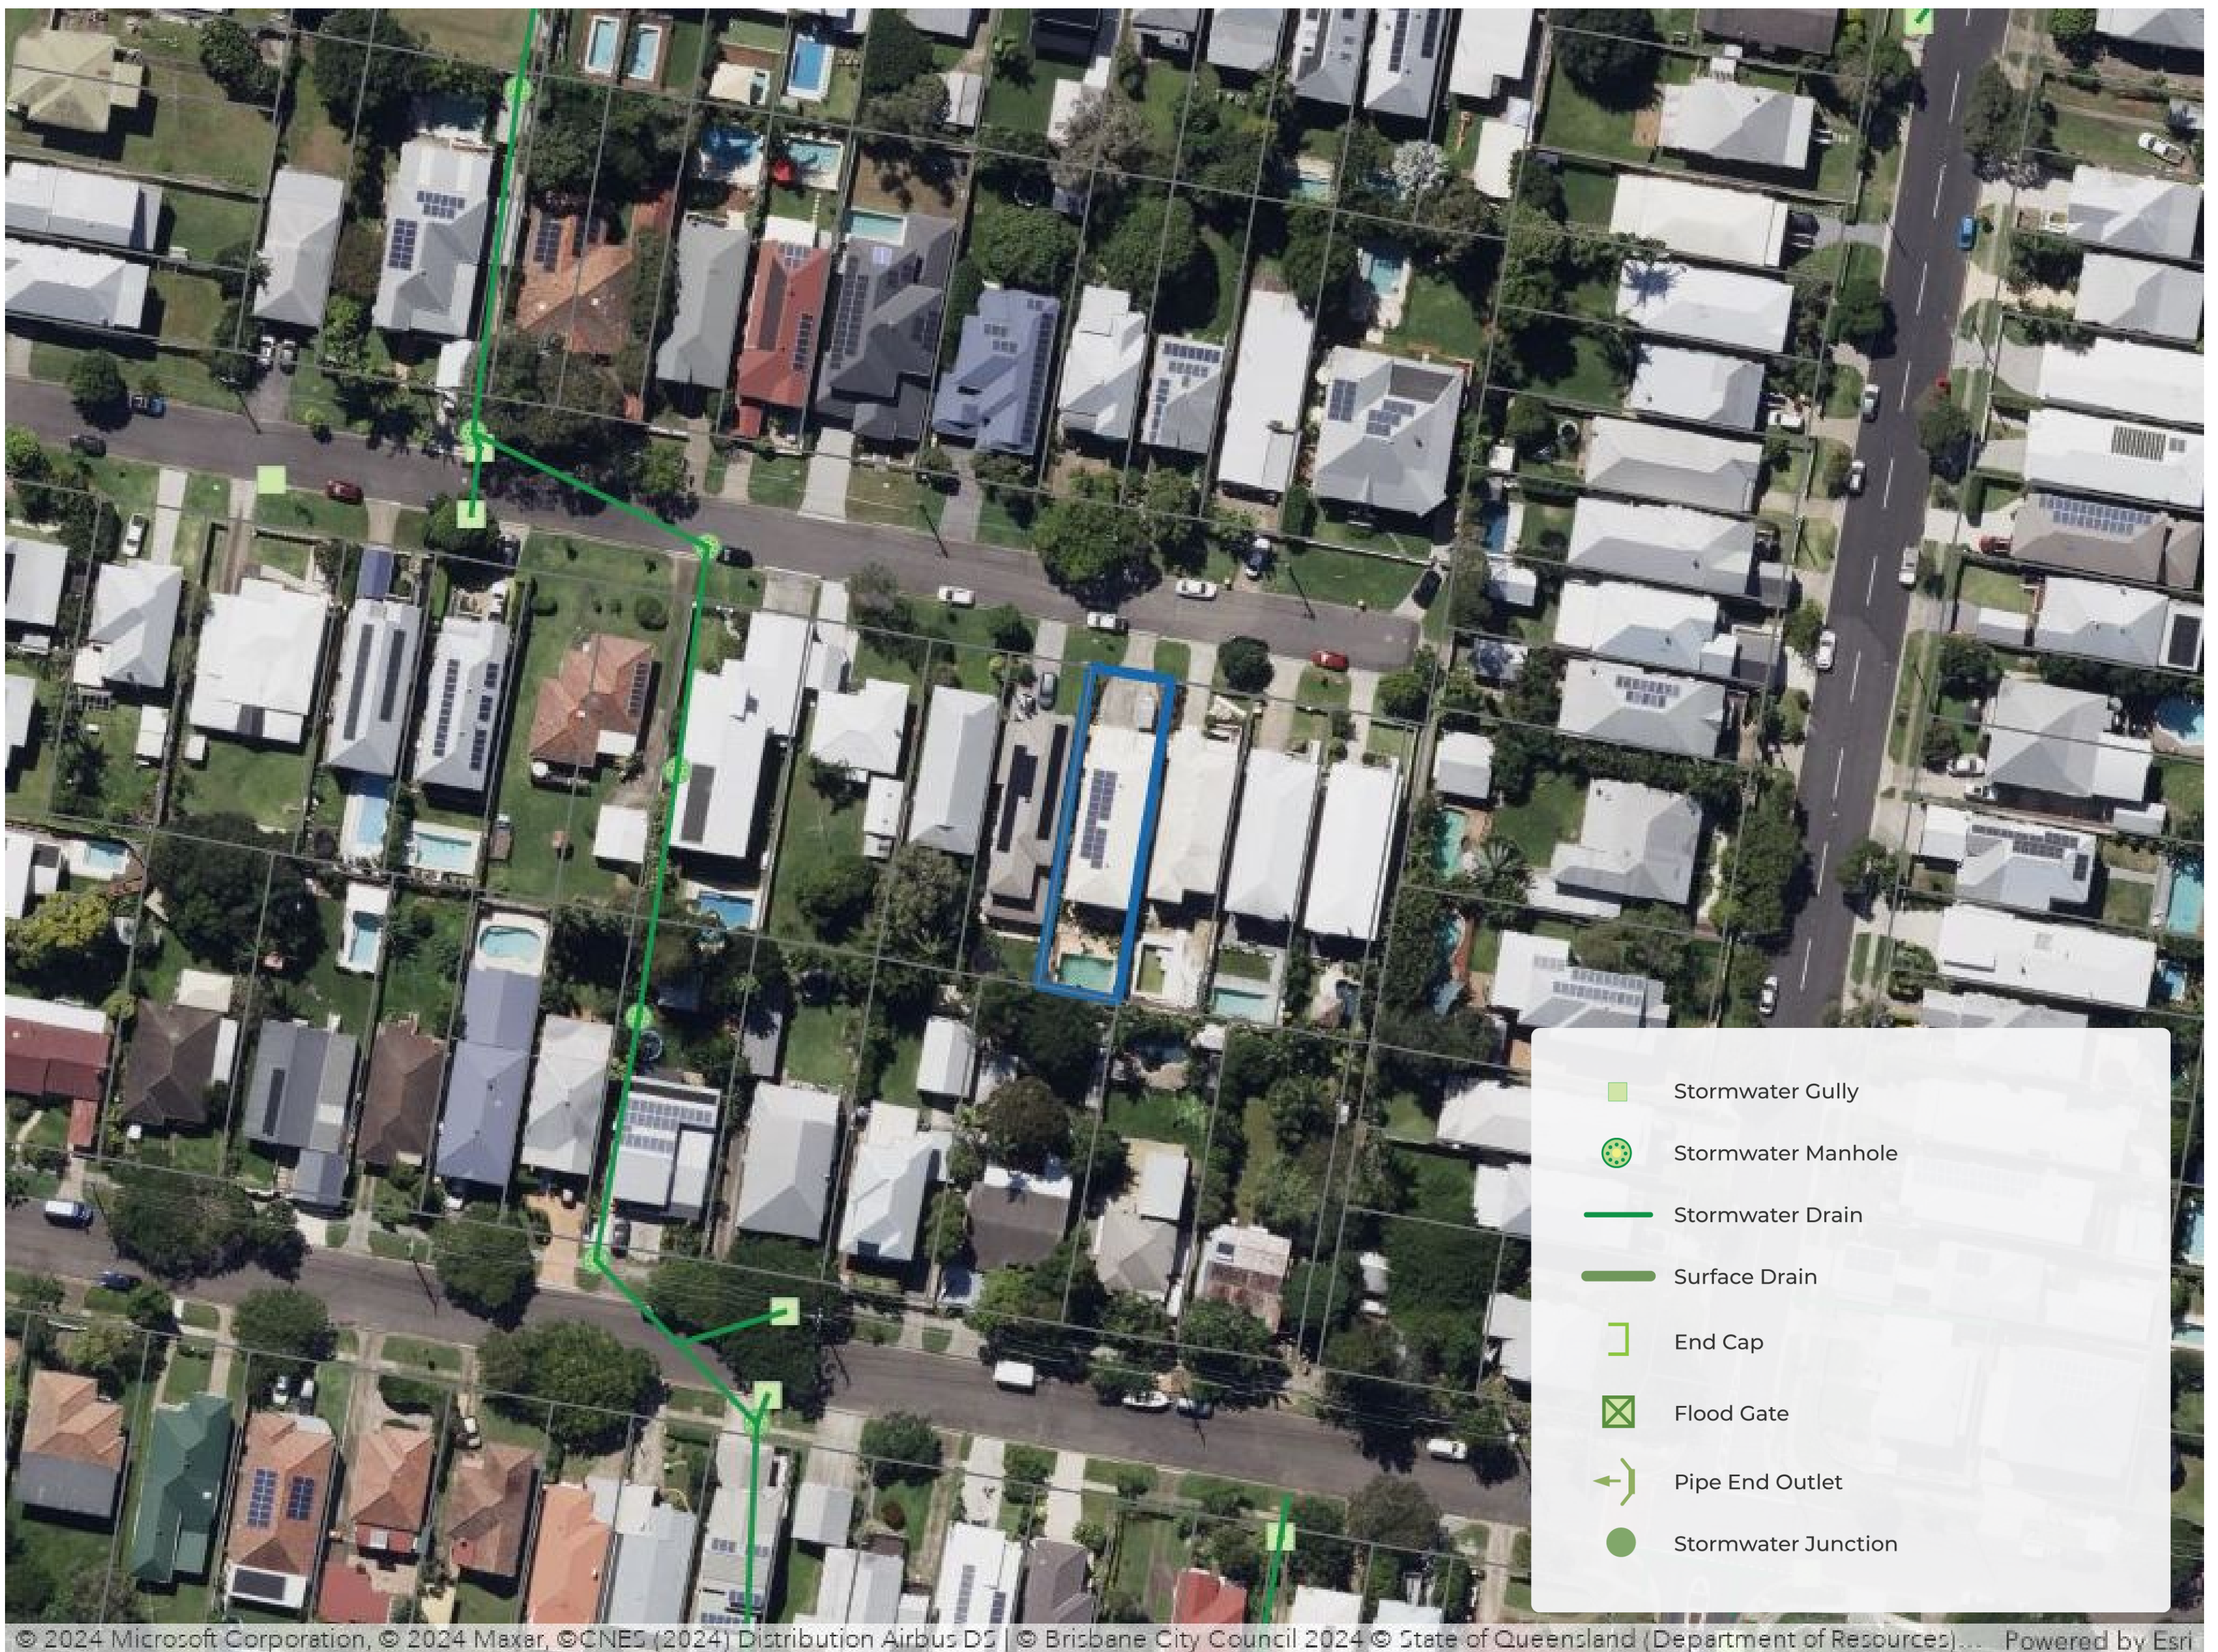 Stormwater Gully
Stormwater Manhole
Stormwater Drain
Surface Drain
End Cap
Flood Gate
Pipe End Outlet
Stormwater Junction
© 2024 Microsoft Corporation, © 2024 Maxar, ©CNES (2024) Distribution Airbus DS | © Brisbane City Council 2024 © State of Queensland (Department of Resources)... Powered by Esri